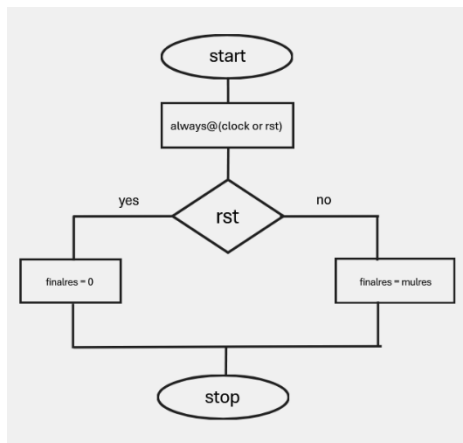 start
always@(clock or rst)
yes
rst
no
finalres = 0
finalres = mulres
stop